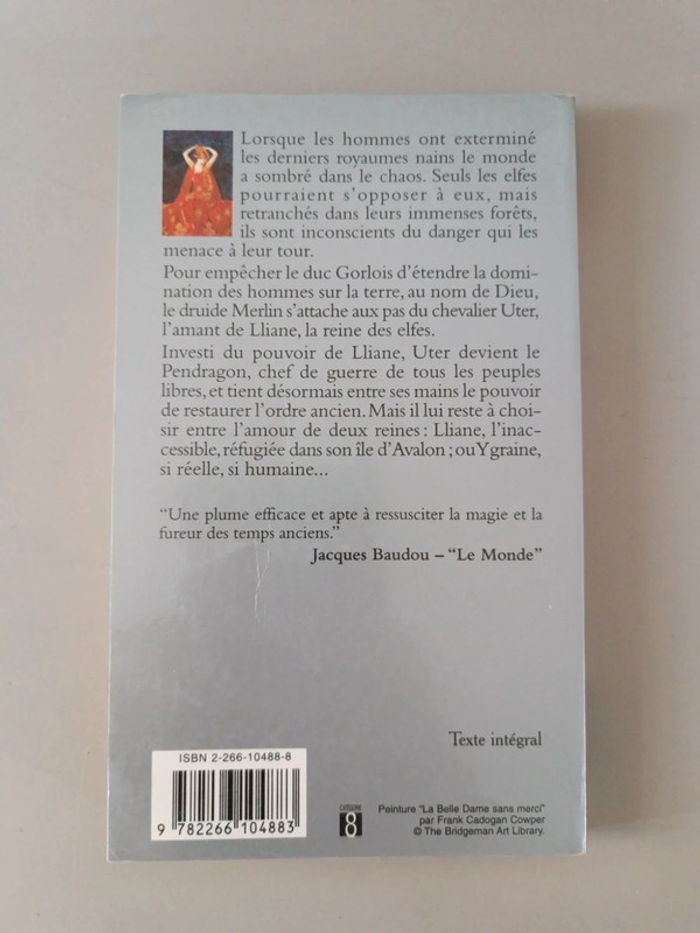 Lorsque les hommes ont exterminé
les derniers royaumes nains le monde
a sombré dans le chaos. Seuls les elfes
pourraient s'opposer à eux, mais
retranchés dans leurs immenses forêts,
ils sont inconscients du danger qui les
menace à leur tour.
Pour empêcher le duc Gorlois d'étendre la domi-
nation des hommes sur la terre, au nom de Dieu,
le druide Merlin s'attache aux pas du chevalier Uter,
l'amant de Lliane, la reine des elfes.
Investi du pouvoir de Lliane, Uter devient le
Pendragon, chef de guerre de tous les peuples
libres, et tient désormais entre ses mains le pouvoir
de restaurer l'ordre ancien. Mais il lui reste à choi-
sir entre l'amour de deux reines : Lliane, l'inac-
cessible, réfugiée dans son île d'Avalon ; ou Ygraine,
si réelle, si humaine...
“Une plume efficace et apte à ressusciter la magie et la
fureur des temps anciens.”
Jacques Baudou – “Le Monde”
Texte intégral
ISBN 2-266-10488-8
9 782266 104883
CATÉGORIE
8
Peinture “La Belle Dame sans merci”
par Frank Cadogan Cowper
© The Bridgeman Art Library.